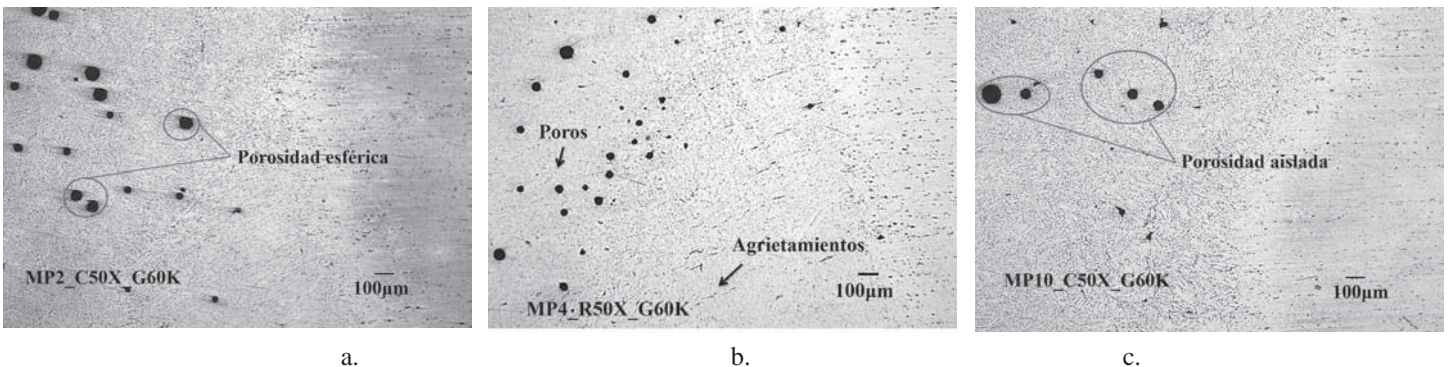 Porosidad esférica
MP2_C50X_G60K
100µm
Poros
Agrietamientos
MP4_R50X_G60K
100µm
Porosidad aislada
MP10_C50X_G60K
100µm
a.
b.
c.